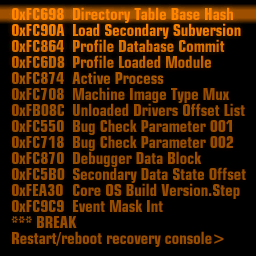 0xFC698 Directory Table Base Hash
0xFC90A Load Secondary Subversion
0xFC864 Profile Database Commit
0xFC6D8 Profile Loaded Module
0xFC874 Active Process
0xFC708 Machine Image Type Mux
0xFB08C Unloaded Drivers Offset List
0xFC550 Bug Check Parameter 001
0xFC718 Bug Check Parameter 002
0xFC870 Debugger Data Block
0xFC5B0 Secondary Data State Offset
0xFEA30 Core OS Build Version.Step
0xFC9C9 Event Mask Int
*** BREAK
Restart/reboot recovery console>